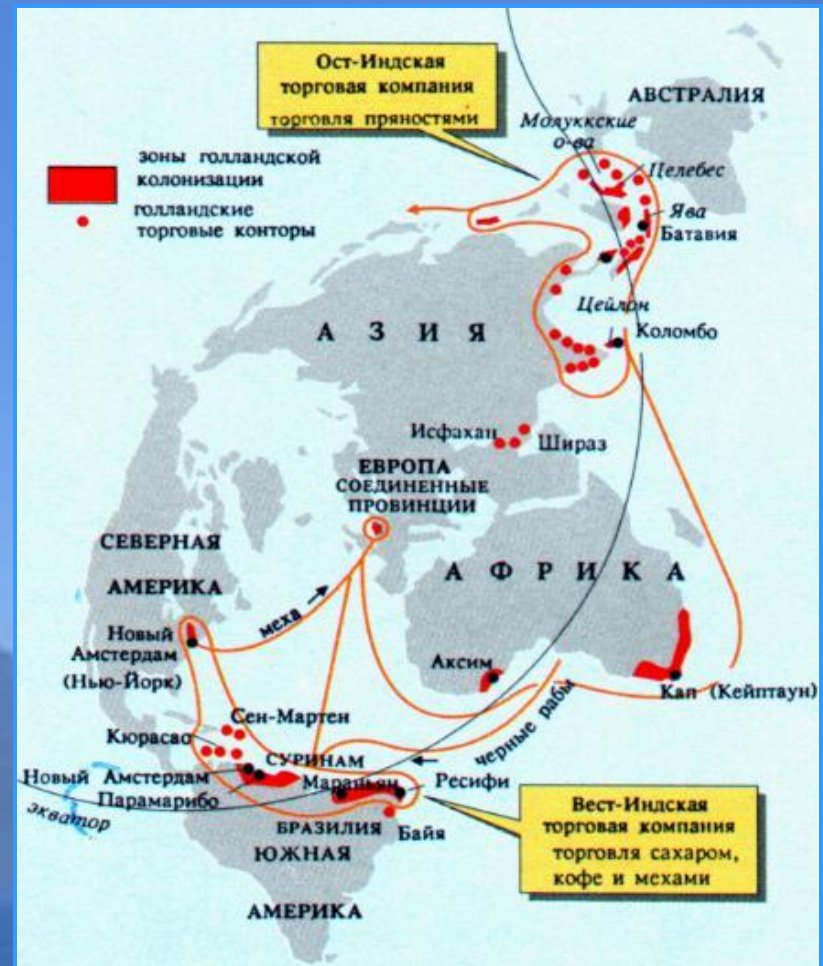 Ост-Индская
торговая компания
торговля пряностями
АВСТРАЛИЯ
Молуккские
о-ва
Целебес
Ява
Батавия
зоны голландской
колонизации
голландские
торговые конторы
Цейлон
Коломбо
АЗИЯ
Исфахан
Шираз
ЕВРОПА
СОЕДИНЕННЫЕ
ПРОВИНЦИИ
СЕВЕРНАЯ
АМЕРИКА
АФРИКА
меха
Новый
Амстердам
(Нью-Йорк)
Аксим
Кап (Кейптаун)
черные рабы
Сен-Мартен
Кюрасао
СУРИНАМ
Новый Амстердам
Мараньян
Ресифи
Парамарибо
экватор
БРАЗИЛИЯ
Байя
ЮЖНАЯ
АМЕРИКА
Вест-Индская
торговая компания
торговля сахаром,
кофе и мехами